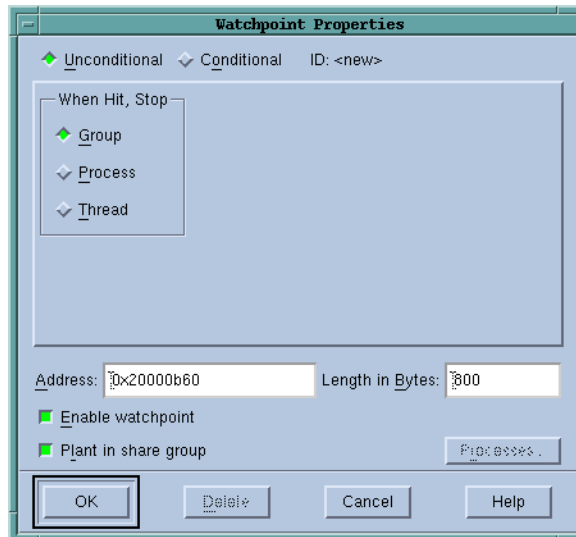 Watchpoint Properties
Unconditional Conditional ID: <new>
When Hit, Stop
Group
Process
Thread
Address: 0x20000b60 Length in Bytes: 800
Enable watchpoint
Plant in share group Processes.
OK Delete Cancel Help